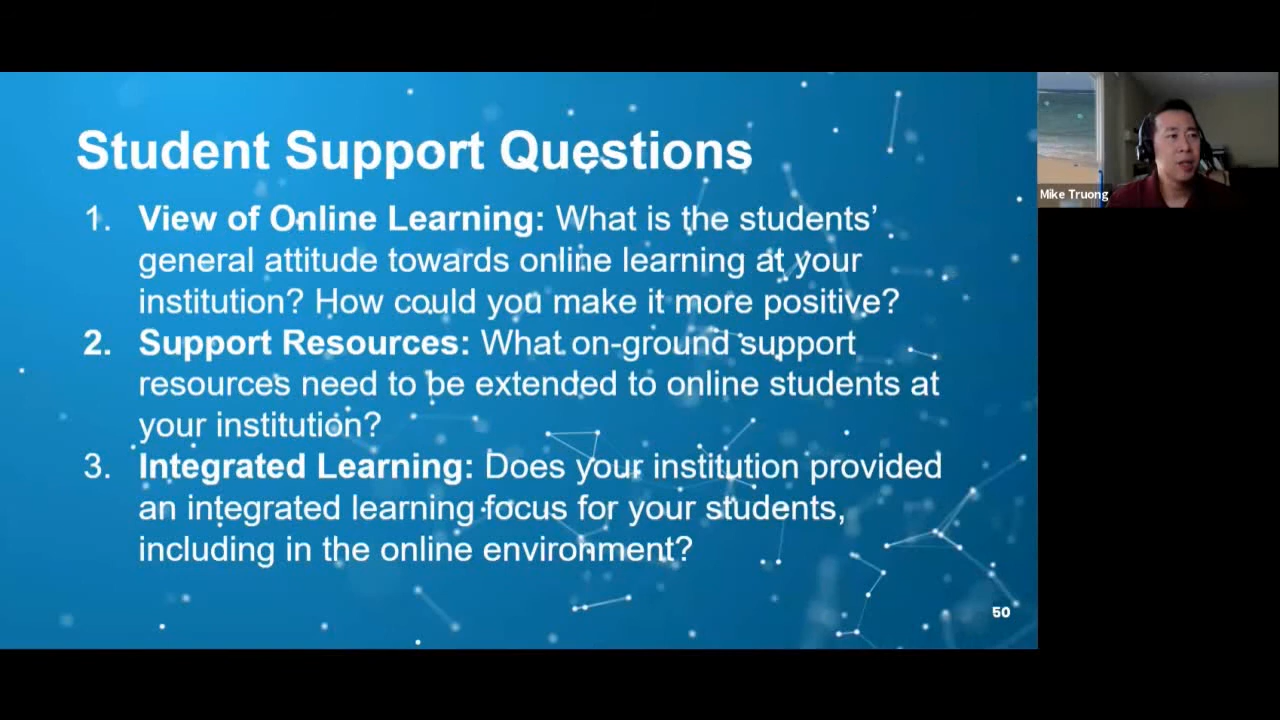 Student Support Questions
1. View of Online Learning: What is the students’
general attitude towards online learning at your
institution? How could you make it more positive?
2. Support Resources: What on-ground support
resources need to be extended to online students at
your institution?
3. Integrated Learning: Does your institution provided
an integrated learning focus for your students,
including in the online environment?
50
Mike Truong